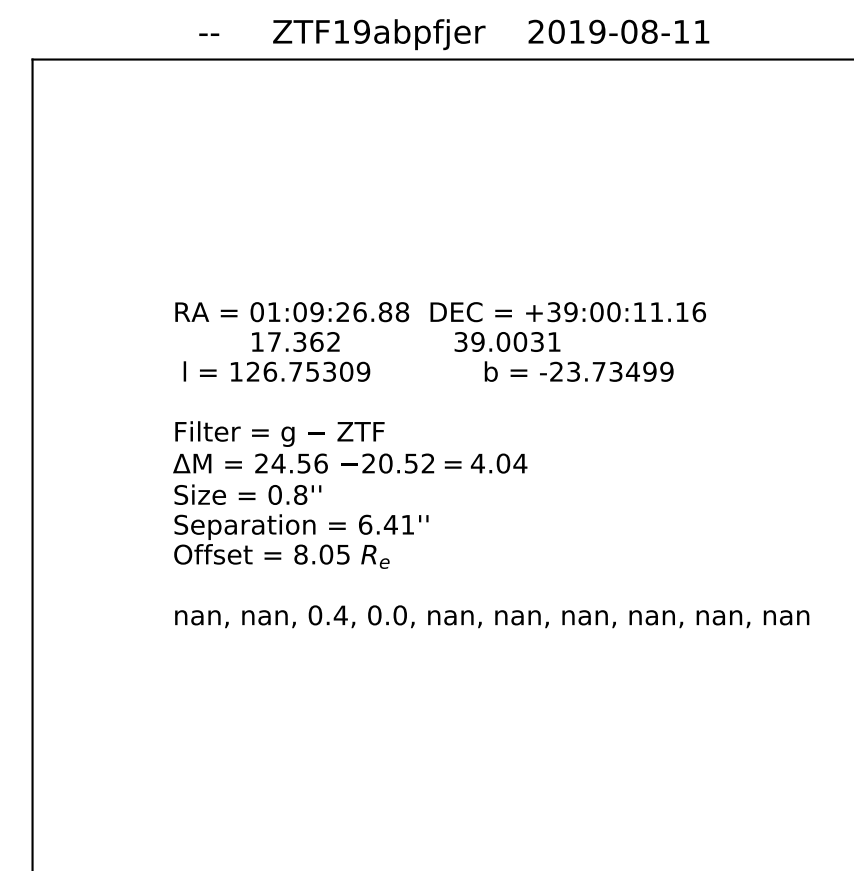 -- ZTF19abpfjer 2019-08-11
RA = 01:09:26.88 DEC = +39:00:11.16
17.362 39.0031
l = 126.75309 b = -23.73499
Filter = g − ZTF
ΔM = 24.56 −20.52 = 4.04
Size = 0.8''
Separation = 6.41''
Offset = 8.05 Re
nan, nan, 0.4, 0.0, nan, nan, nan, nan, nan, nan